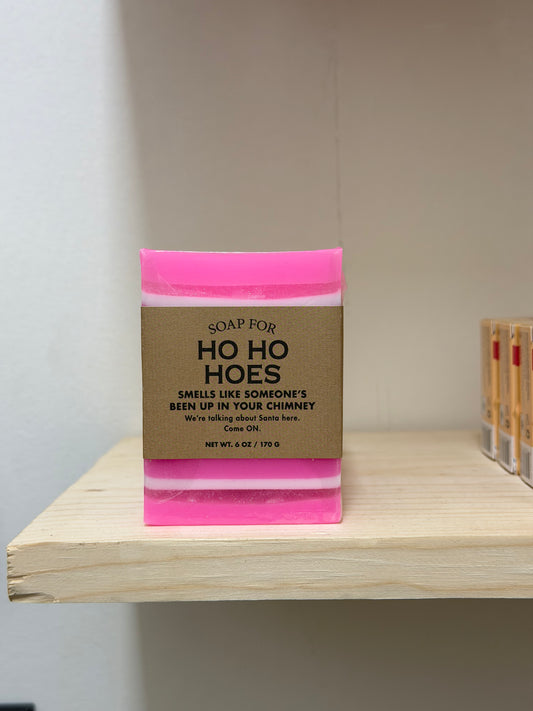 SOAP FOR
HO HO
HOES
SMELLS LIKE SOMEONE'S
BEEN UP IN YOUR CHIMNEY
We're talking about Santa here.
Come ON.
NET WT. 6 OZ / 170 G